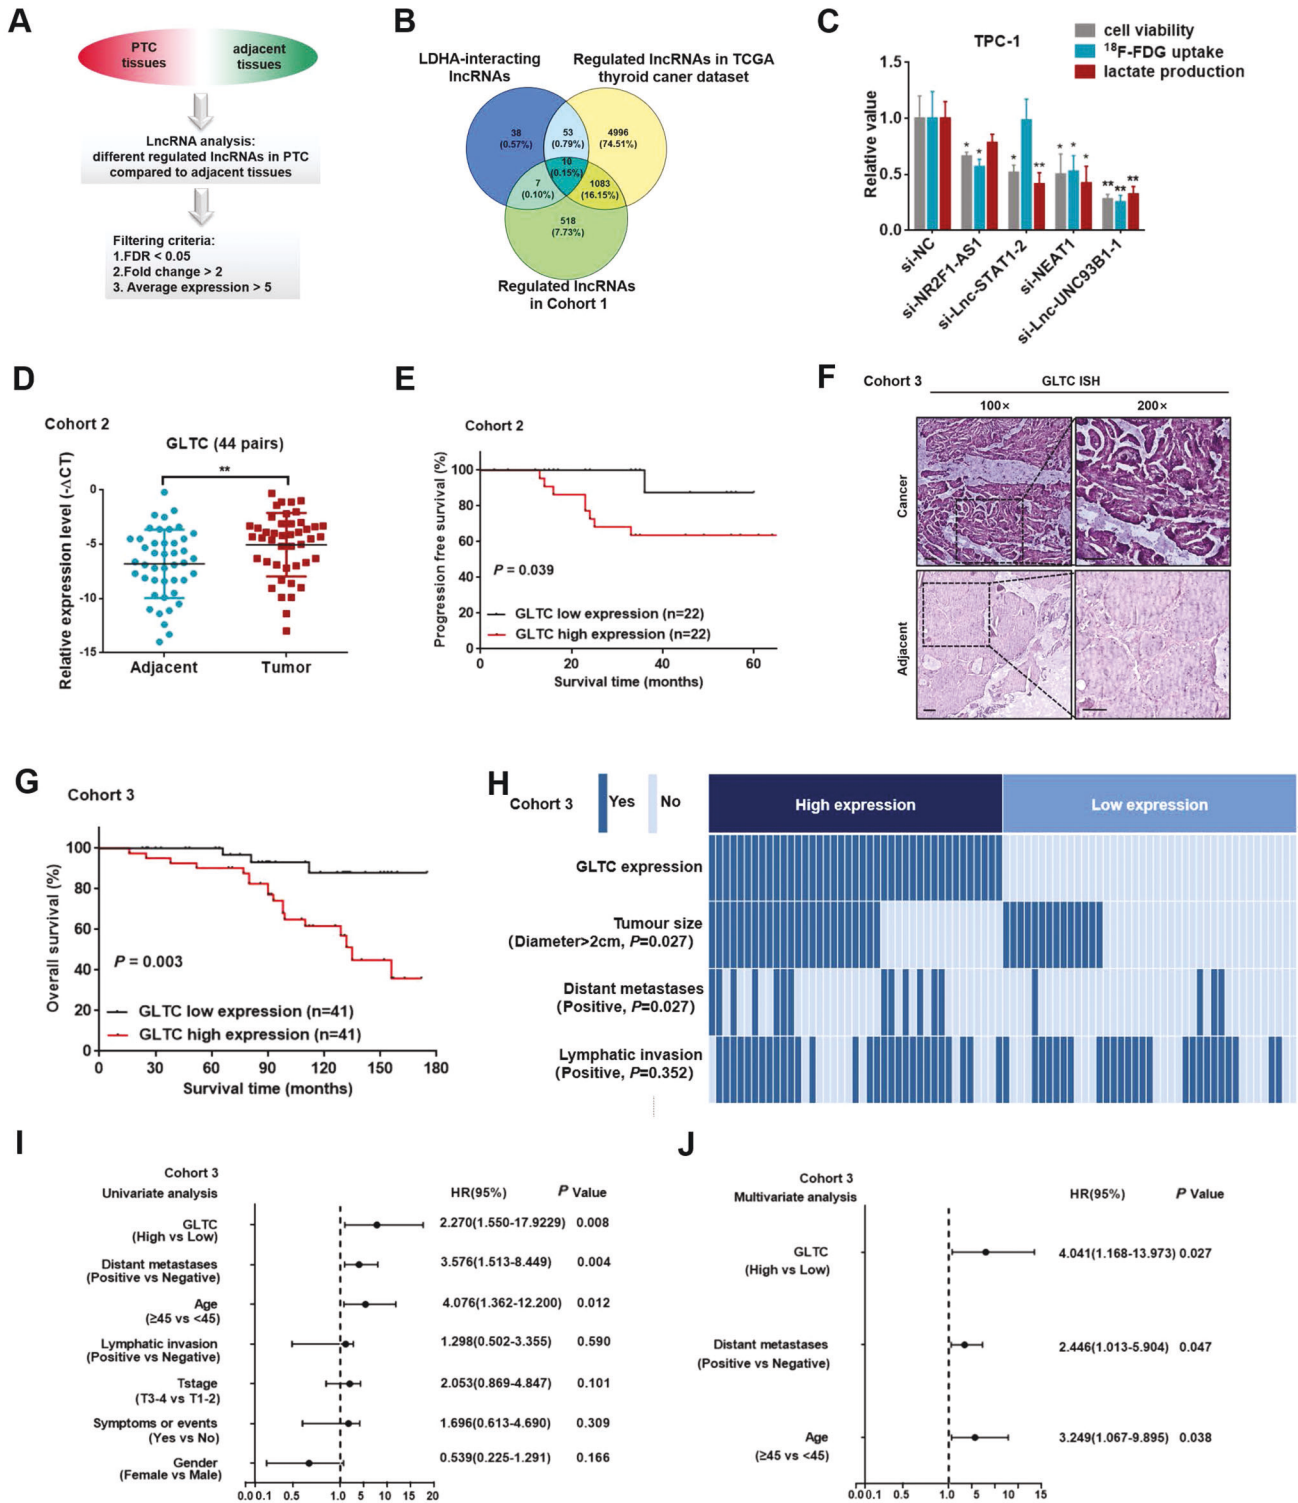 A
PTC
tissues
adjacent
tissues
LncRNA analysis:
different regulated lncRNAs in PTC
compared to adjacent tissues
Filtering criteria:
1.FDR < 0.05
2.Fold change > 2
3. Average expression > 5
B
LDHA-interacting
lncRNAs
Regulated lncRNAs in TCGA
thyroid caner dataset
38
(0.57%)
53
(0.79%)
4996
(74.51%)
10
(0.15%)
7
(0.10%)
1083
(16.15%)
518
(7.73%)
Regulated lncRNAs
in Cohort 1
C
TPC-1
cell viability
18F-FDG uptake
lactate production
Relative value
1.5
1.0
0.5
0.0
* * * ** * * * ** ** **
si-NC
si-NR2F1-AS1
si-Lnc-STAT1-2
si-NEAT1
si-Lnc-UNC93B1-1
D
Cohort 2
GLTC (44 pairs)
**
Relative expression level (-ΔCT)
0
-5
-10
-15
Adjacent
Tumor
E
Cohort 2
Progression free survival (%)
100
80
60
40
20
0
P = 0.039
GLTC low expression (n=22)
GLTC high expression (n=22)
0 20 40 60
Survival time (months)
F
Cohort 3
GLTC ISH
100×
200×
Cancer
Adjacent
G
Cohort 3
Overall survival (%)
100
80
60
40
20
0
P = 0.003
GLTC low expression (n=41)
GLTC high expression (n=41)
0 30 60 90 120 150 180
Survival time (months)
H
Cohort 3
Yes
No
High expression
Low expression
GLTC expression
Tumour size
(Diameter>2cm, P=0.027)
Distant metastases
(Positive, P=0.027)
Lymphatic invasion
(Positive, P=0.352)
I
Cohort 3
Univariate analysis
HR(95%)
P Value
GLTC
(High vs Low)
2.270(1.550-17.9229) 0.008
Distant metastases
(Positive vs Negative)
3.576(1.513-8.449) 0.004
Age
(≥45 vs <45)
4.076(1.362-12.200) 0.012
Lymphatic invasion
(Positive vs Negative)
1.298(0.502-3.355) 0.590
Tstage
(T3-4 vs T1-2)
2.053(0.869-4.847) 0.101
Symptoms or events
(Yes vs No)
1.696(0.613-4.690) 0.309
Gender
(Female vs Male)
0.539(0.225-1.291) 0.166
0.0 0.1 0.5 1.0 5 10 15 20
J
Cohort 3
Multivariate analysis
HR(95%)
P Value
GLTC
(High vs Low)
4.041(1.168-13.973) 0.027
Distant metastases
(Positive vs Negative)
2.446(1.013-5.904) 0.047
Age
(≥45 vs <45)
3.249(1.067-9.895) 0.038
0.0 0.1 0.5 1.0 5 10 15